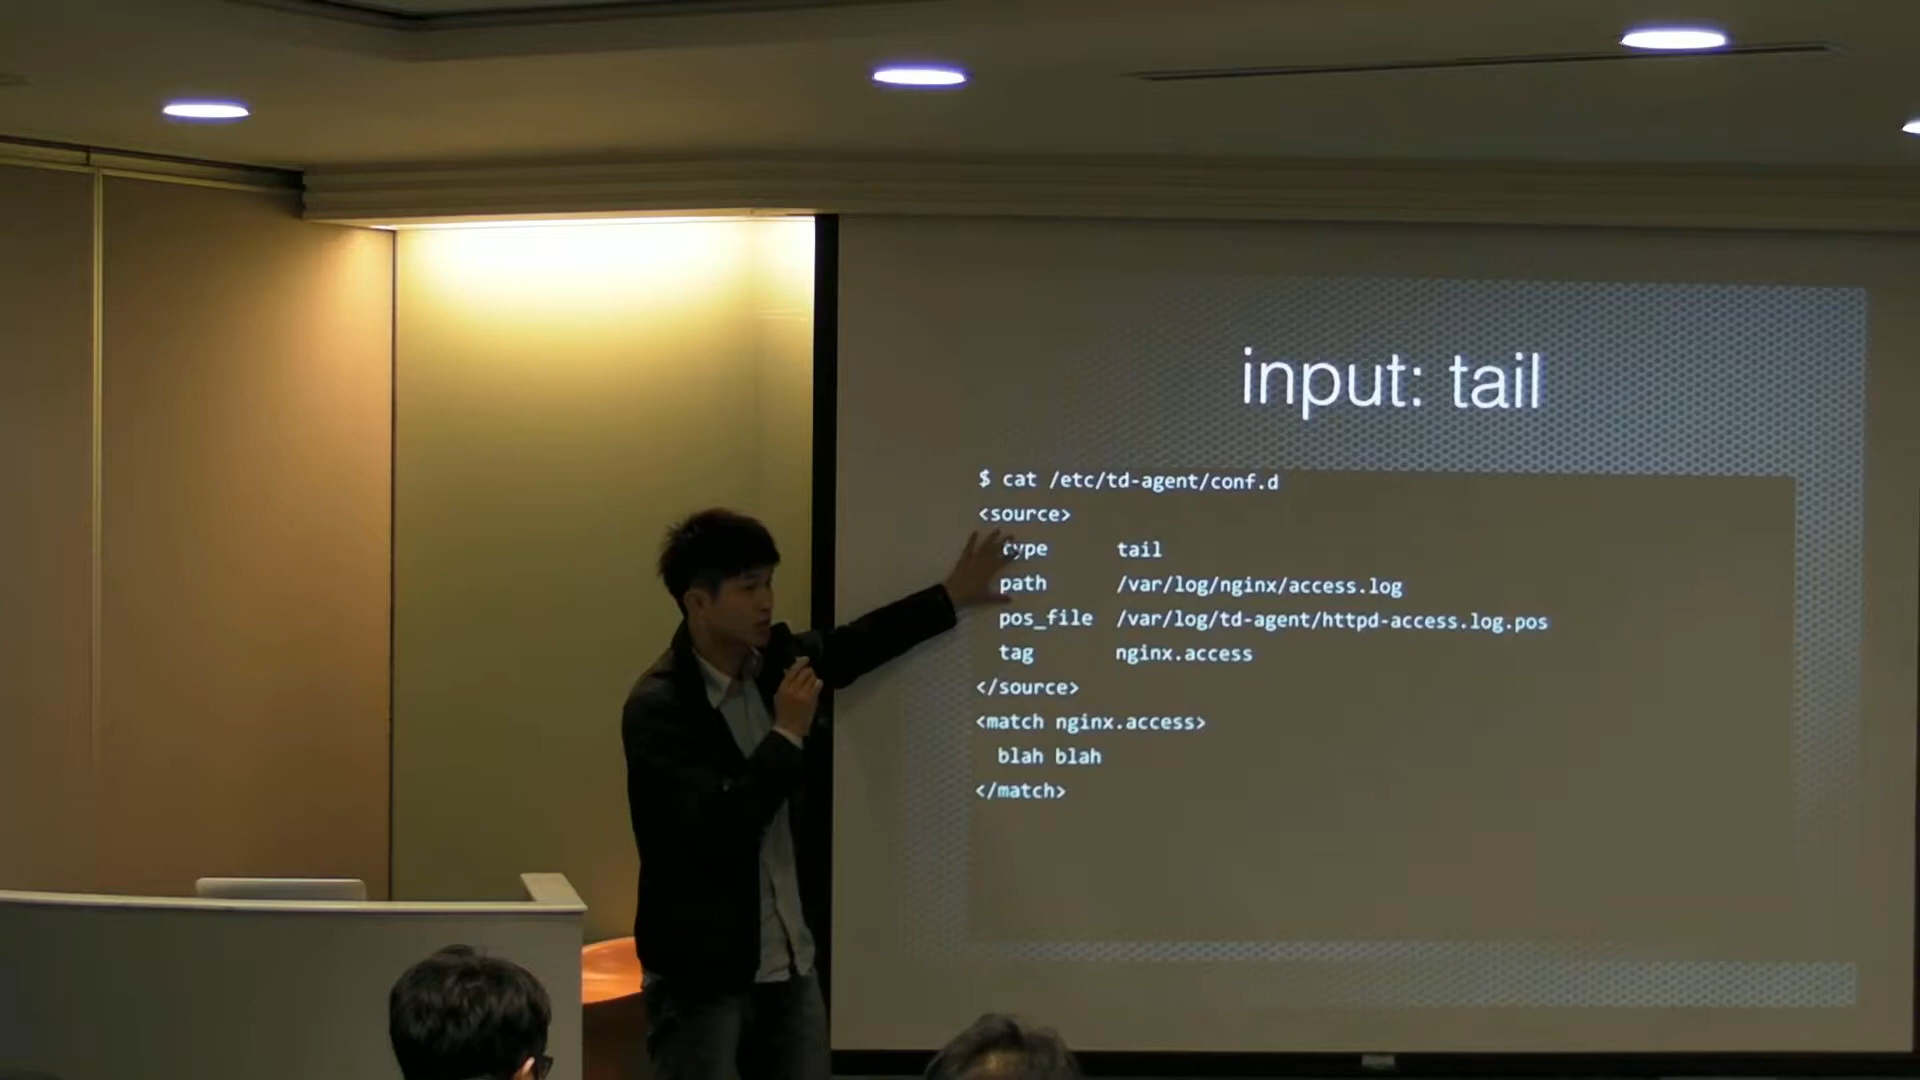 input: tail
$ cat /etc/td-agent/conf.d
<source>
type tail
path /var/log/nginx/access.log
pos_file /var/log/td-agent/httpd-access.log.pos
tag nginx.access
</source>
<match nginx.access>
blah blah
</match>